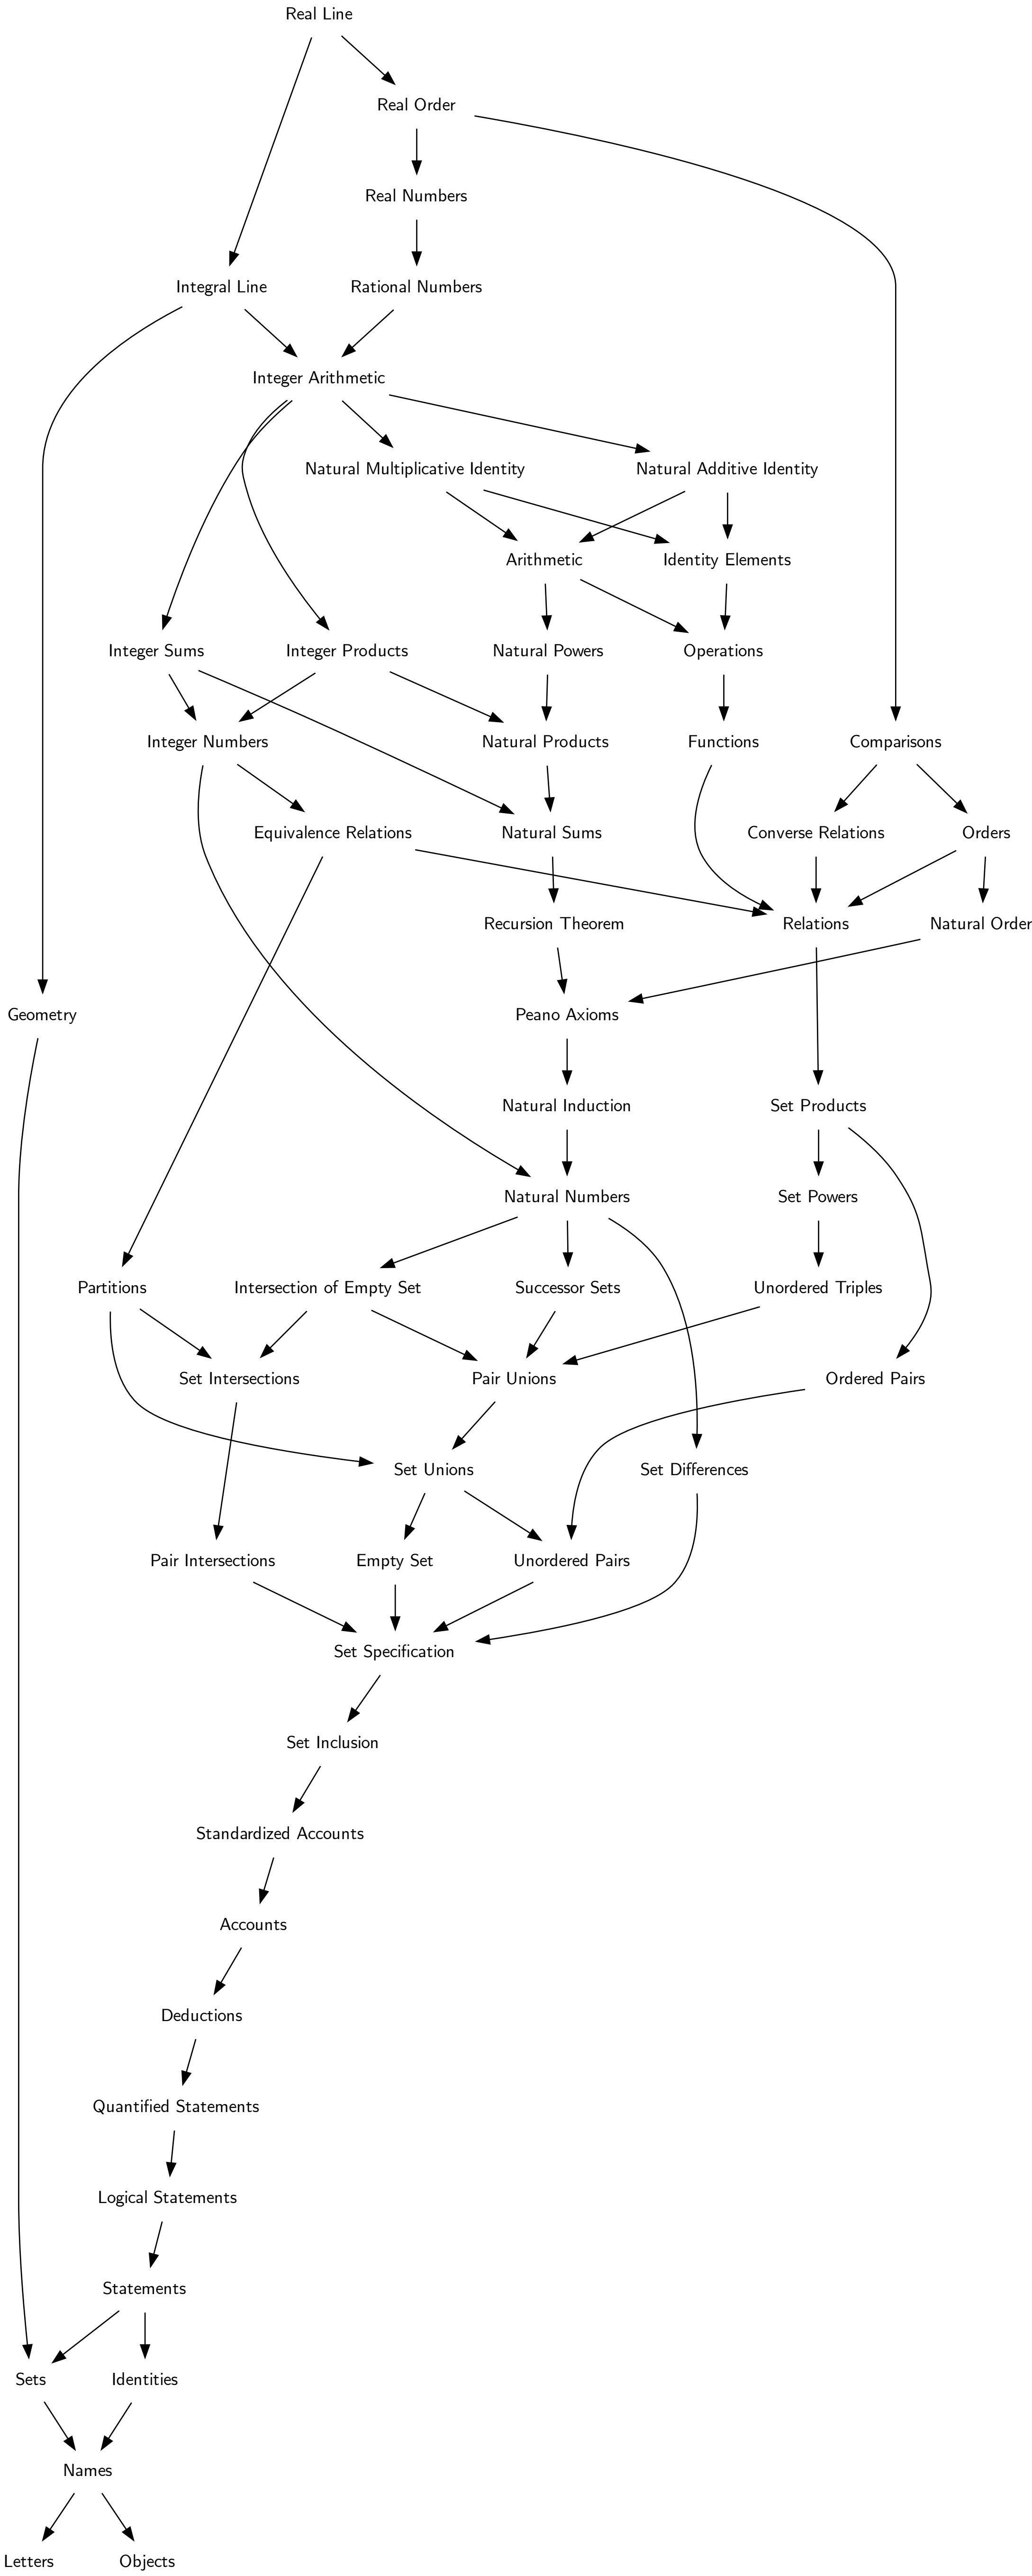 Real Line
Real Order
Real Numbers
Integral Line
Rational Numbers
Integer Arithmetic
Natural Multiplicative Identity
Natural Additive Identity
Arithmetic
Identity Elements
Integer Sums
Integer Products
Natural Powers
Operations
Integer Numbers
Natural Products
Functions
Comparisons
Equivalence Relations
Natural Sums
Converse Relations
Orders
Recursion Theorem
Relations
Natural Order
Geometry
Peano Axioms
Natural Induction
Set Products
Natural Numbers
Set Powers
Partitions
Intersection of Empty Set
Successor Sets
Unordered Triples
Set Intersections
Pair Unions
Ordered Pairs
Set Unions
Set Differences
Pair Intersections
Empty Set
Unordered Pairs
Set Specification
Set Inclusion
Standardized Accounts
Accounts
Deductions
Quantified Statements
Logical Statements
Statements
Sets
Identities
Names
Letters
Objects